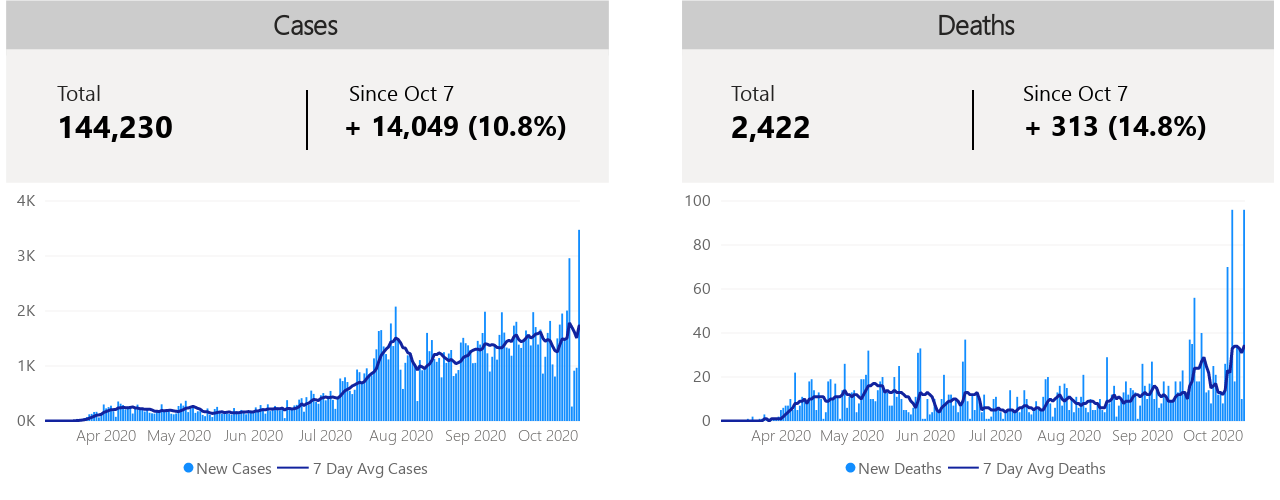 Cases
Total
144,230
Since Oct 7
+ 14,049 (10.8%)
4K
3K
2K
1K
0K
Apr 2020 May 2020 Jun 2020 Jul 2020 Aug 2020 Sep 2020 Oct 2020
New Cases 7 Day Avg Cases
Deaths
Total
2,422
Since Oct 7
+ 313 (14.8%)
100
80
60
40
20
0
Apr 2020 May 2020 Jun 2020 Jul 2020 Aug 2020 Sep 2020 Oct 2020
New Deaths 7 Day Avg Deaths